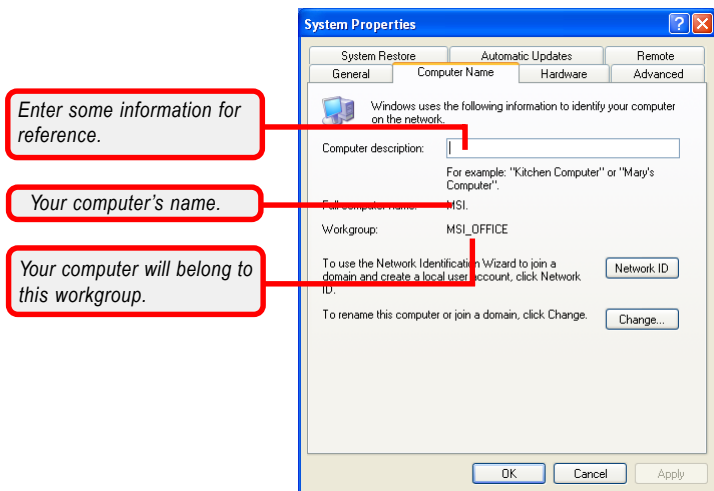 System Properties
System Restore Automatic Updates Remote
General Computer Name Hardware Advanced
Windows uses the following information to identify your computer
on the network.
Enter some information for
reference.
Computer description:
For example: "Kitchen Computer" or "Mary's
Computer".
Your computer's name.
Full computer name: MSI.
Workgroup: MSI_OFFICE
Your computer will belong to
this workgroup.
To use the Network Identification Wizard to join a
domain and create a local user account, click Network
ID.
Network ID
To rename this computer or join a domain, click Change.
Change...
OK Cancel Apply